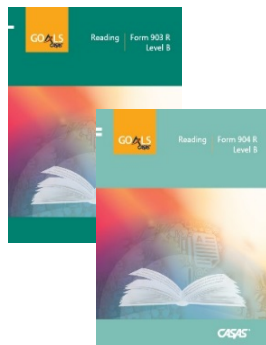 GOALS
CASAS
Reading
Form 903 R
Level B
GOALS
CASAS
Reading
Form 904 R
Level B
CASAS